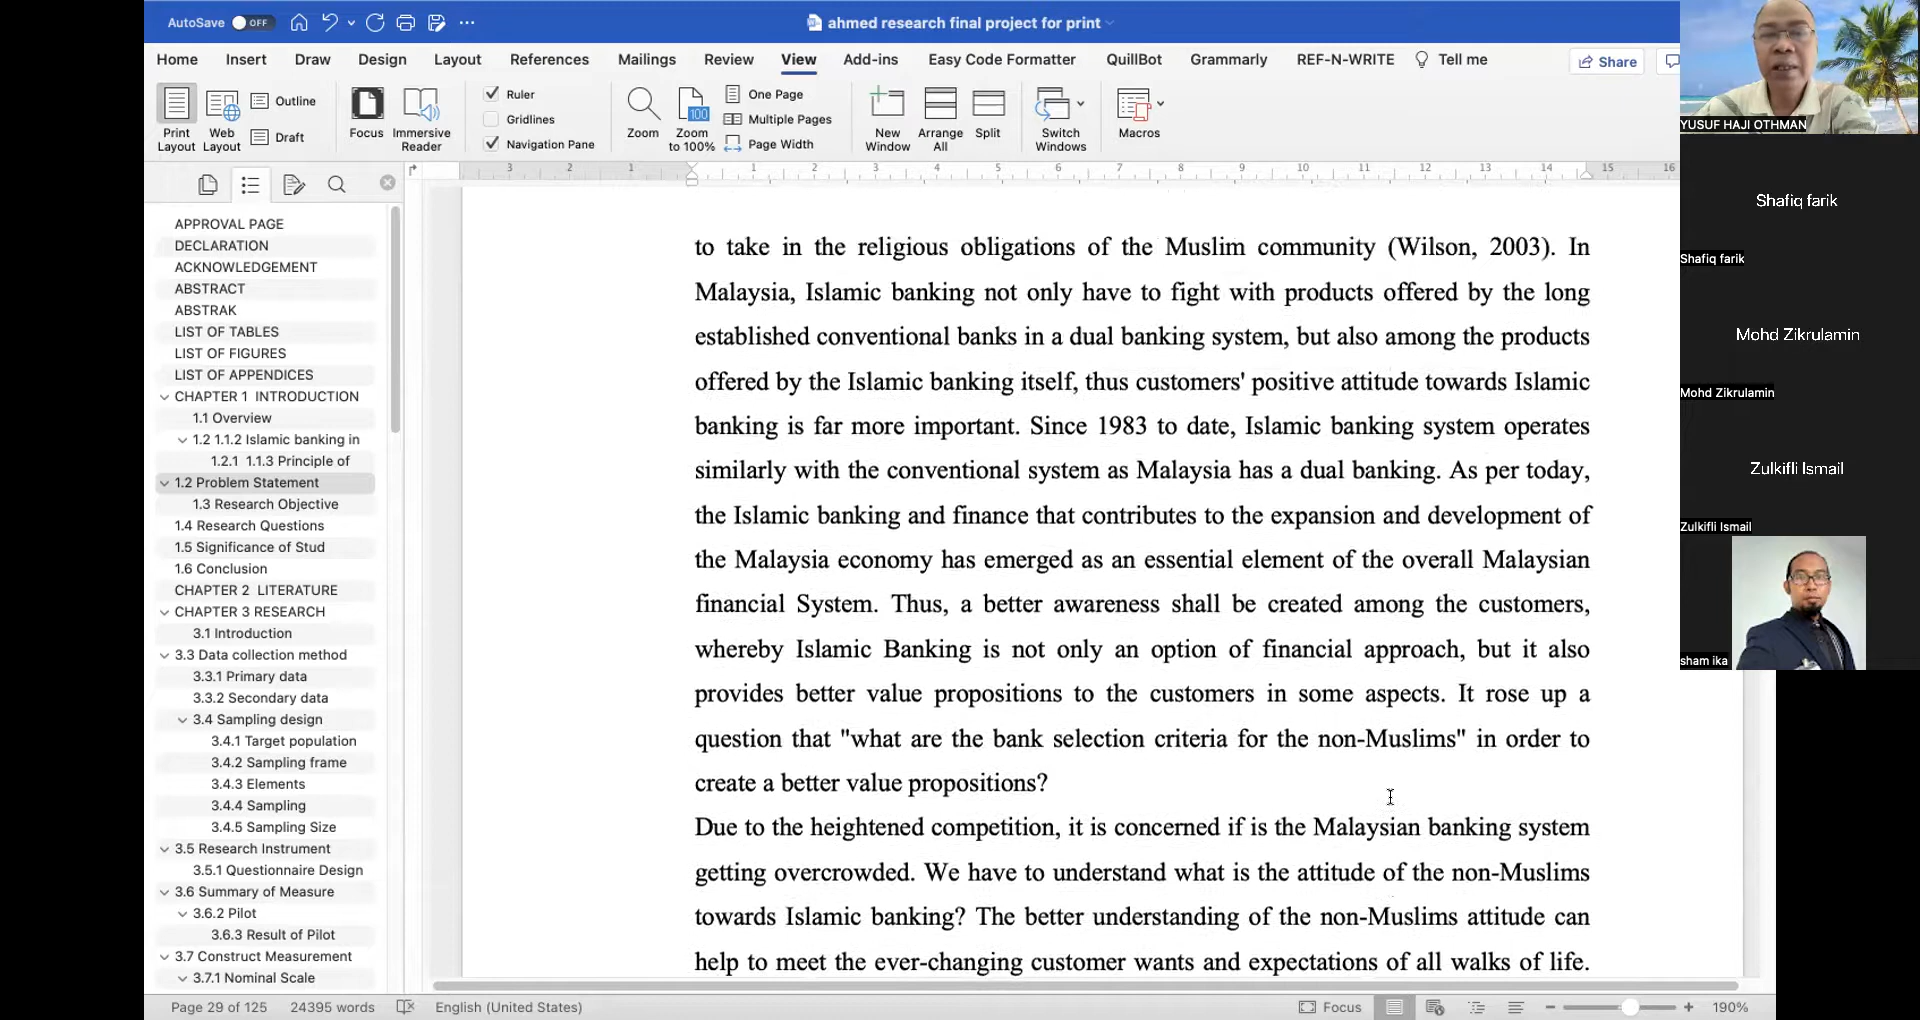 AutoSave OFF
ahmed research final project for print
Home Insert Draw Design Layout References Mailings Review View Add-ins Easy Code Formatter QuillBot Grammarly REF-N-WRITE Tell me Share
Print Layout
Web Layout
Outline
Draft
Focus
Immersive Reader
Ruler
Gridlines
Navigation Pane
Zoom
100
Zoom to 100%
One Page
Multiple Pages
Page Width
New Window
Arrange All
Split
Switch Windows
Macros
3 2 1 1 2 3 4 5 6 7 8 9 10 11 12 13 14 15 16
APPROVAL PAGE
DECLARATION
ACKNOWLEDGEMENT
ABSTRACT
ABSTRAK
LIST OF TABLES
LIST OF FIGURES
LIST OF APPENDICES
CHAPTER 1 INTRODUCTION
1.1 Overview
1.2 1.1.2 Islamic banking in
1.2.1 1.1.3 Principle of
1.2 Problem Statement
1.3 Research Objective
1.4 Research Questions
1.5 Significance of Stud
1.6 Conclusion
CHAPTER 2 LITERATURE
CHAPTER 3 RESEARCH
3.1 Introduction
3.3 Data collection method
3.3.1 Primary data
3.3.2 Secondary data
3.4 Sampling design
3.4.1 Target population
3.4.2 Sampling frame
3.4.3 Elements
3.4.4 Sampling
3.4.5 Sampling Size
3.5 Research Instrument
3.5.1 Questionnaire Design
3.6 Summary of Measure
3.6.2 Pilot
3.6.3 Result of Pilot
3.7 Construct Measurement
3.7.1 Nominal Scale
to take in the religious obligations of the Muslim community (Wilson, 2003). In
Malaysia, Islamic banking not only have to fight with products offered by the long
established conventional banks in a dual banking system, but also among the products
offered by the Islamic banking itself, thus customers' positive attitude towards Islamic
banking is far more important. Since 1983 to date, Islamic banking system operates
similarly with the conventional system as Malaysia has a dual banking. As per today,
the Islamic banking and finance that contributes to the expansion and development of
the Malaysia economy has emerged as an essential element of the overall Malaysian
financial System. Thus, a better awareness shall be created among the customers,
whereby Islamic Banking is not only an option of financial approach, but it also
provides better value propositions to the customers in some aspects. It rose up a
question that "what are the bank selection criteria for the non-Muslims" in order to
create a better value propositions?
Due to the heightened competition, it is concerned if is the Malaysian banking system
getting overcrowded. We have to understand what is the attitude of the non-Muslims
towards Islamic banking? The better understanding of the non-Muslims attitude can
help to meet the ever-changing customer wants and expectations of all walks of life.
Page 29 of 125 24395 words English (United States) Focus 190%
YUSUF HAJI OTHMAN
Shafiq farik
Shafiq farik
Mohd Zikrulamin
Mohd Zikrulamin
Zulkifli Ismail
Zulkifli Ismail
sham ika